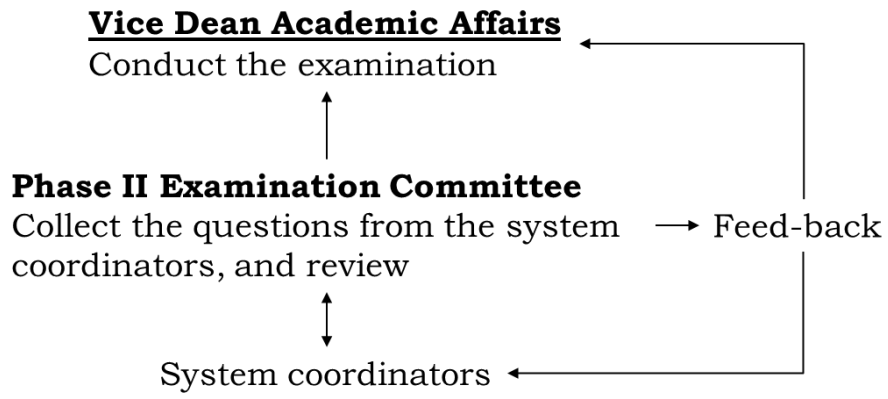 Vice Dean Academic Affairs
Conduct the examination
Phase II Examination Committee
Collect the questions from the system
coordinators, and review
Feed-back
System coordinators